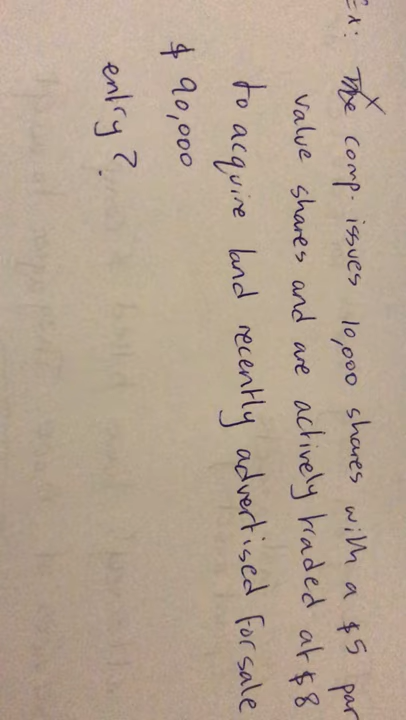 Ex: The comp. issues 10,000 shares with a $5 par
value shares and are actively traded at $8
to acquire land recently advertised for sale
$90,000
entry?